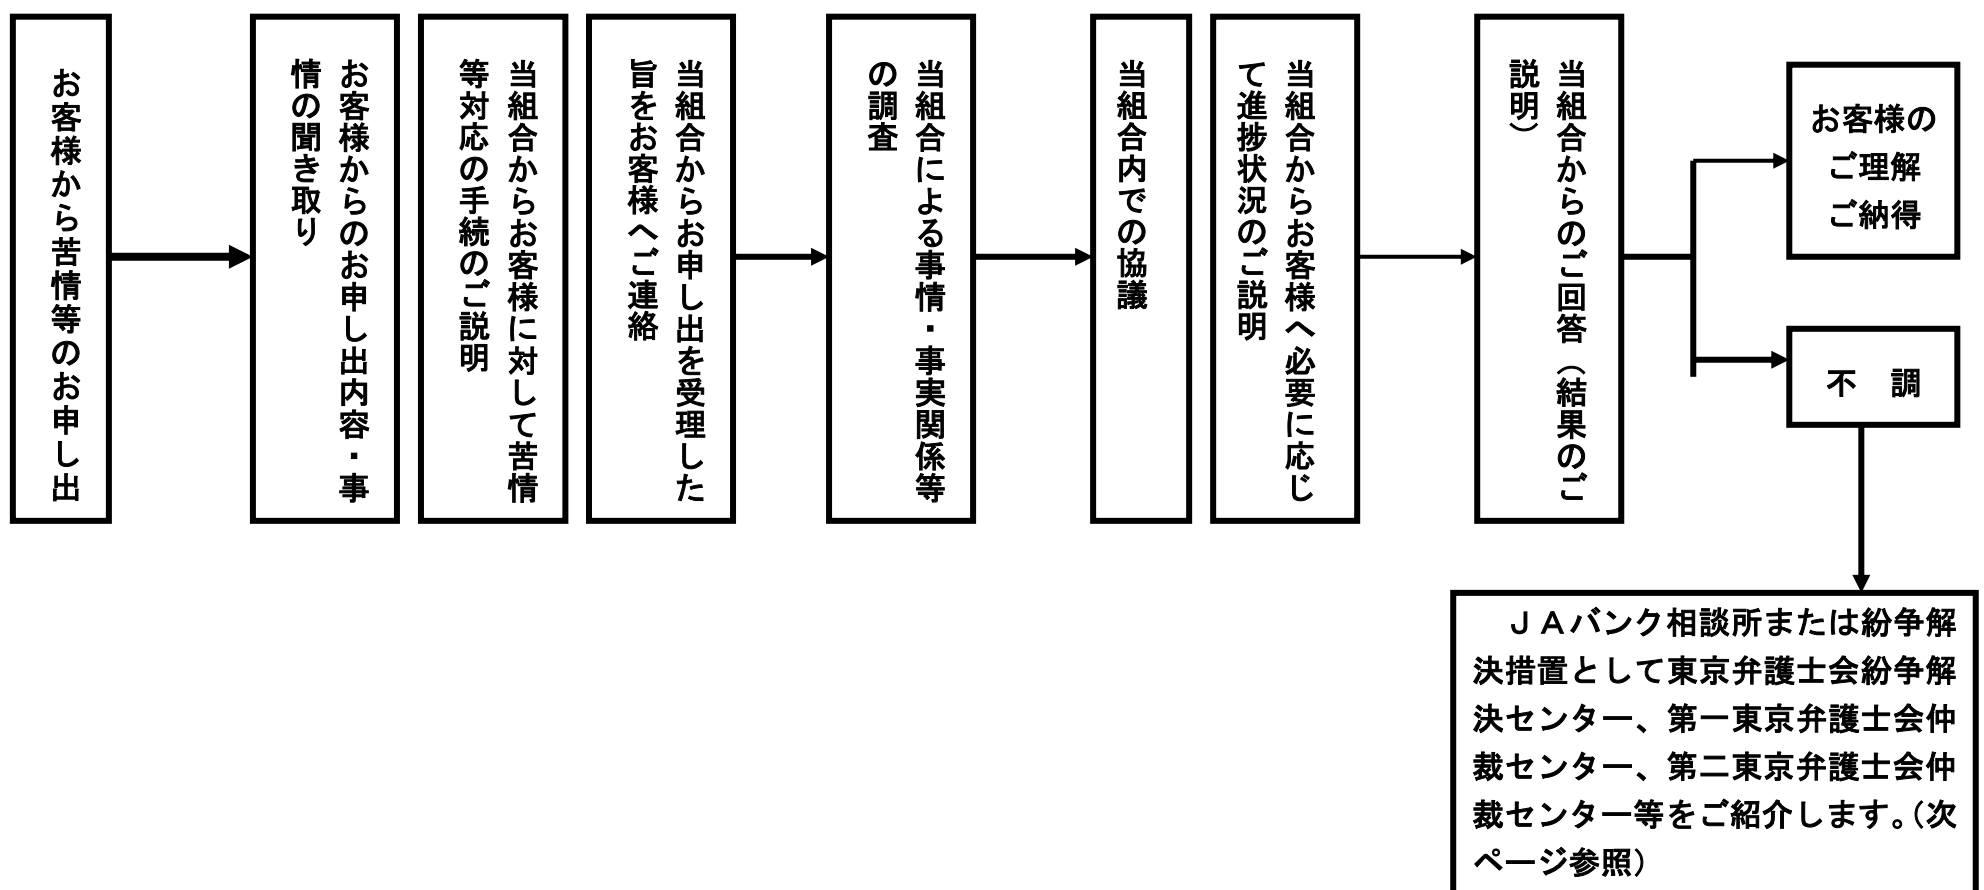 お客様から苦情等のお申し出
お客様からのお申し出内容・事
情の聞き取り
当組合からお客様に対して苦情
等対応の手続のご説明
当組合からお申し出を受理した
旨をお客様へご連絡
当組合による事情・事実関係等
の調査
当組合内での協議
当組合からお客様へ必要に応じ
て進捗状況のご説明
当組合からのご回答（結果のご
説明）
お客様の
ご理解
ご納得
不　調
ＪＡバンク相談所または紛争解
決措置として東京弁護士会紛争解
決センター、第一東京弁護士会仲
裁センター、第二東京弁護士会仲
裁センター等をご紹介します。（次
ページ参照）